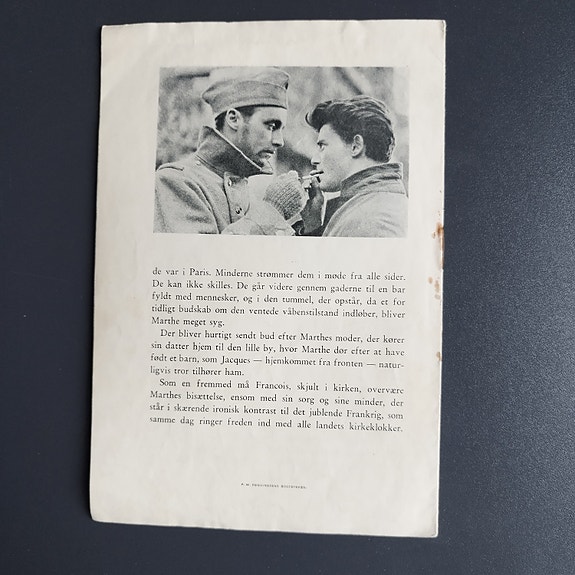 de var i Paris. Minderne strømmer dem i møde fra alle sider.
De kan ikke skilles. De går videre gennem gaderne til en bar
fyldt med mennesker, og i den tummel, der opstår, da et for
tidligt budskab om den ventede våbenstilstand indløber, bliver
Marthe meget syg.
Der bliver hurtigt sendt bud efter Marthes moder, der kører
sin datter hjem til den lille by, hvor Marthe dør efter at have
født et barn, som Jacques — hjemkommet fra fronten — natur-
ligvis tror tilhører ham.
Som en fremmed må Francois, skjult i kirken, overvære
Marthes bisættelse, ensom med sin sorg og sine minder, der
står i skærende ironisk kontrast til det jublende Frankrig, som
samme dag ringer freden ind med alle landets kirkeklokker.